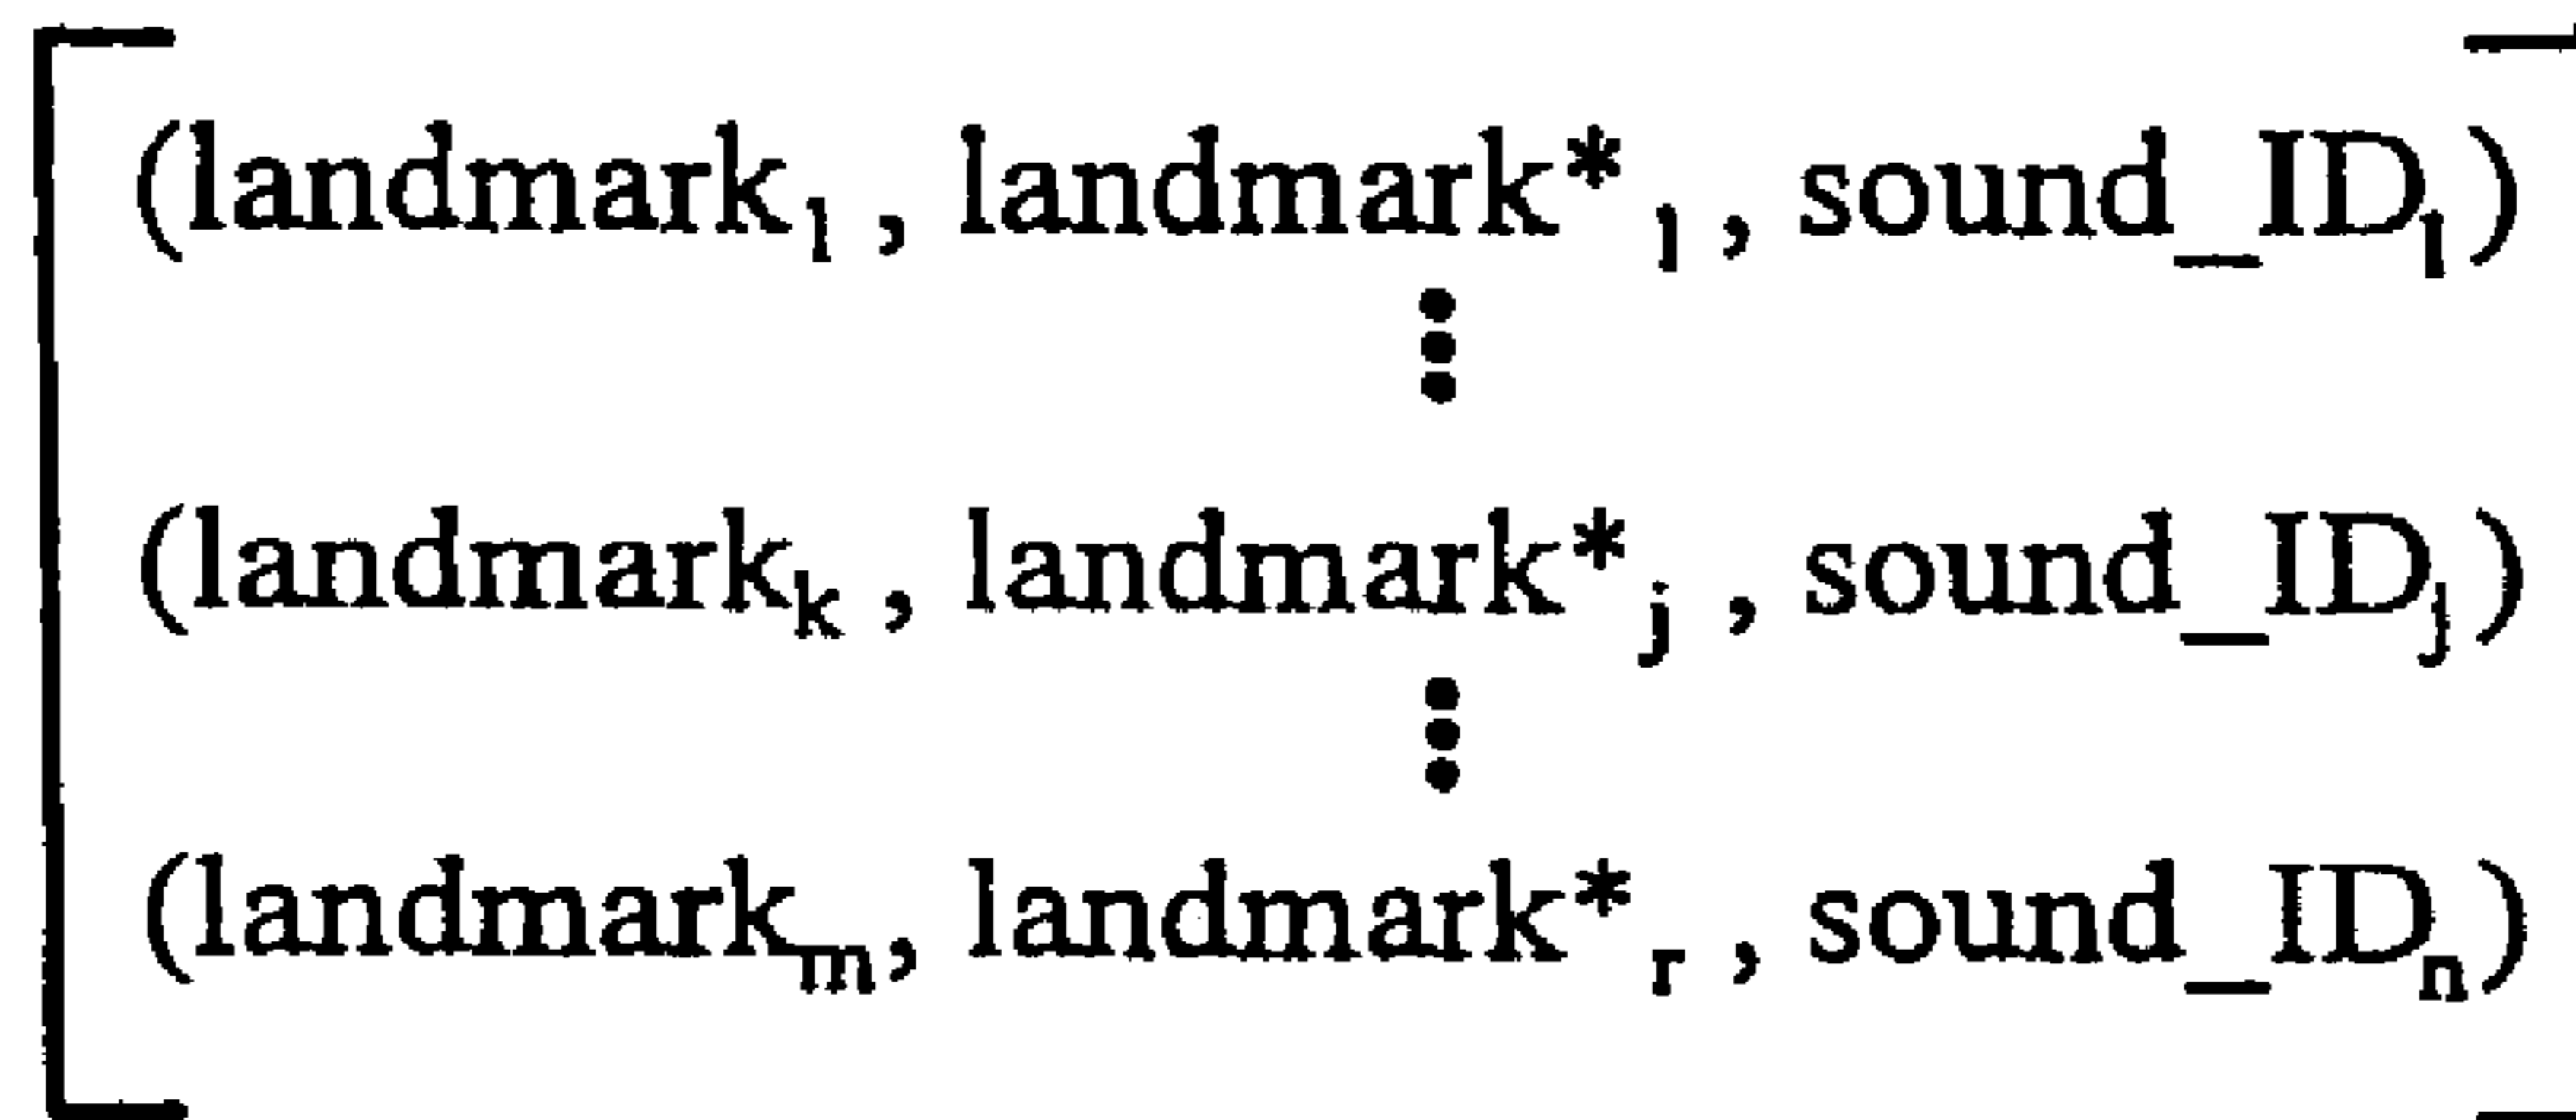 (landmark₁, landmark*₁, sound_ID₁)
⋮
(landmarkₖ, landmark*ⱼ, sound_IDⱼ)
⋮
(landmarkₘ, landmark*ᵣ, sound_IDₙ)